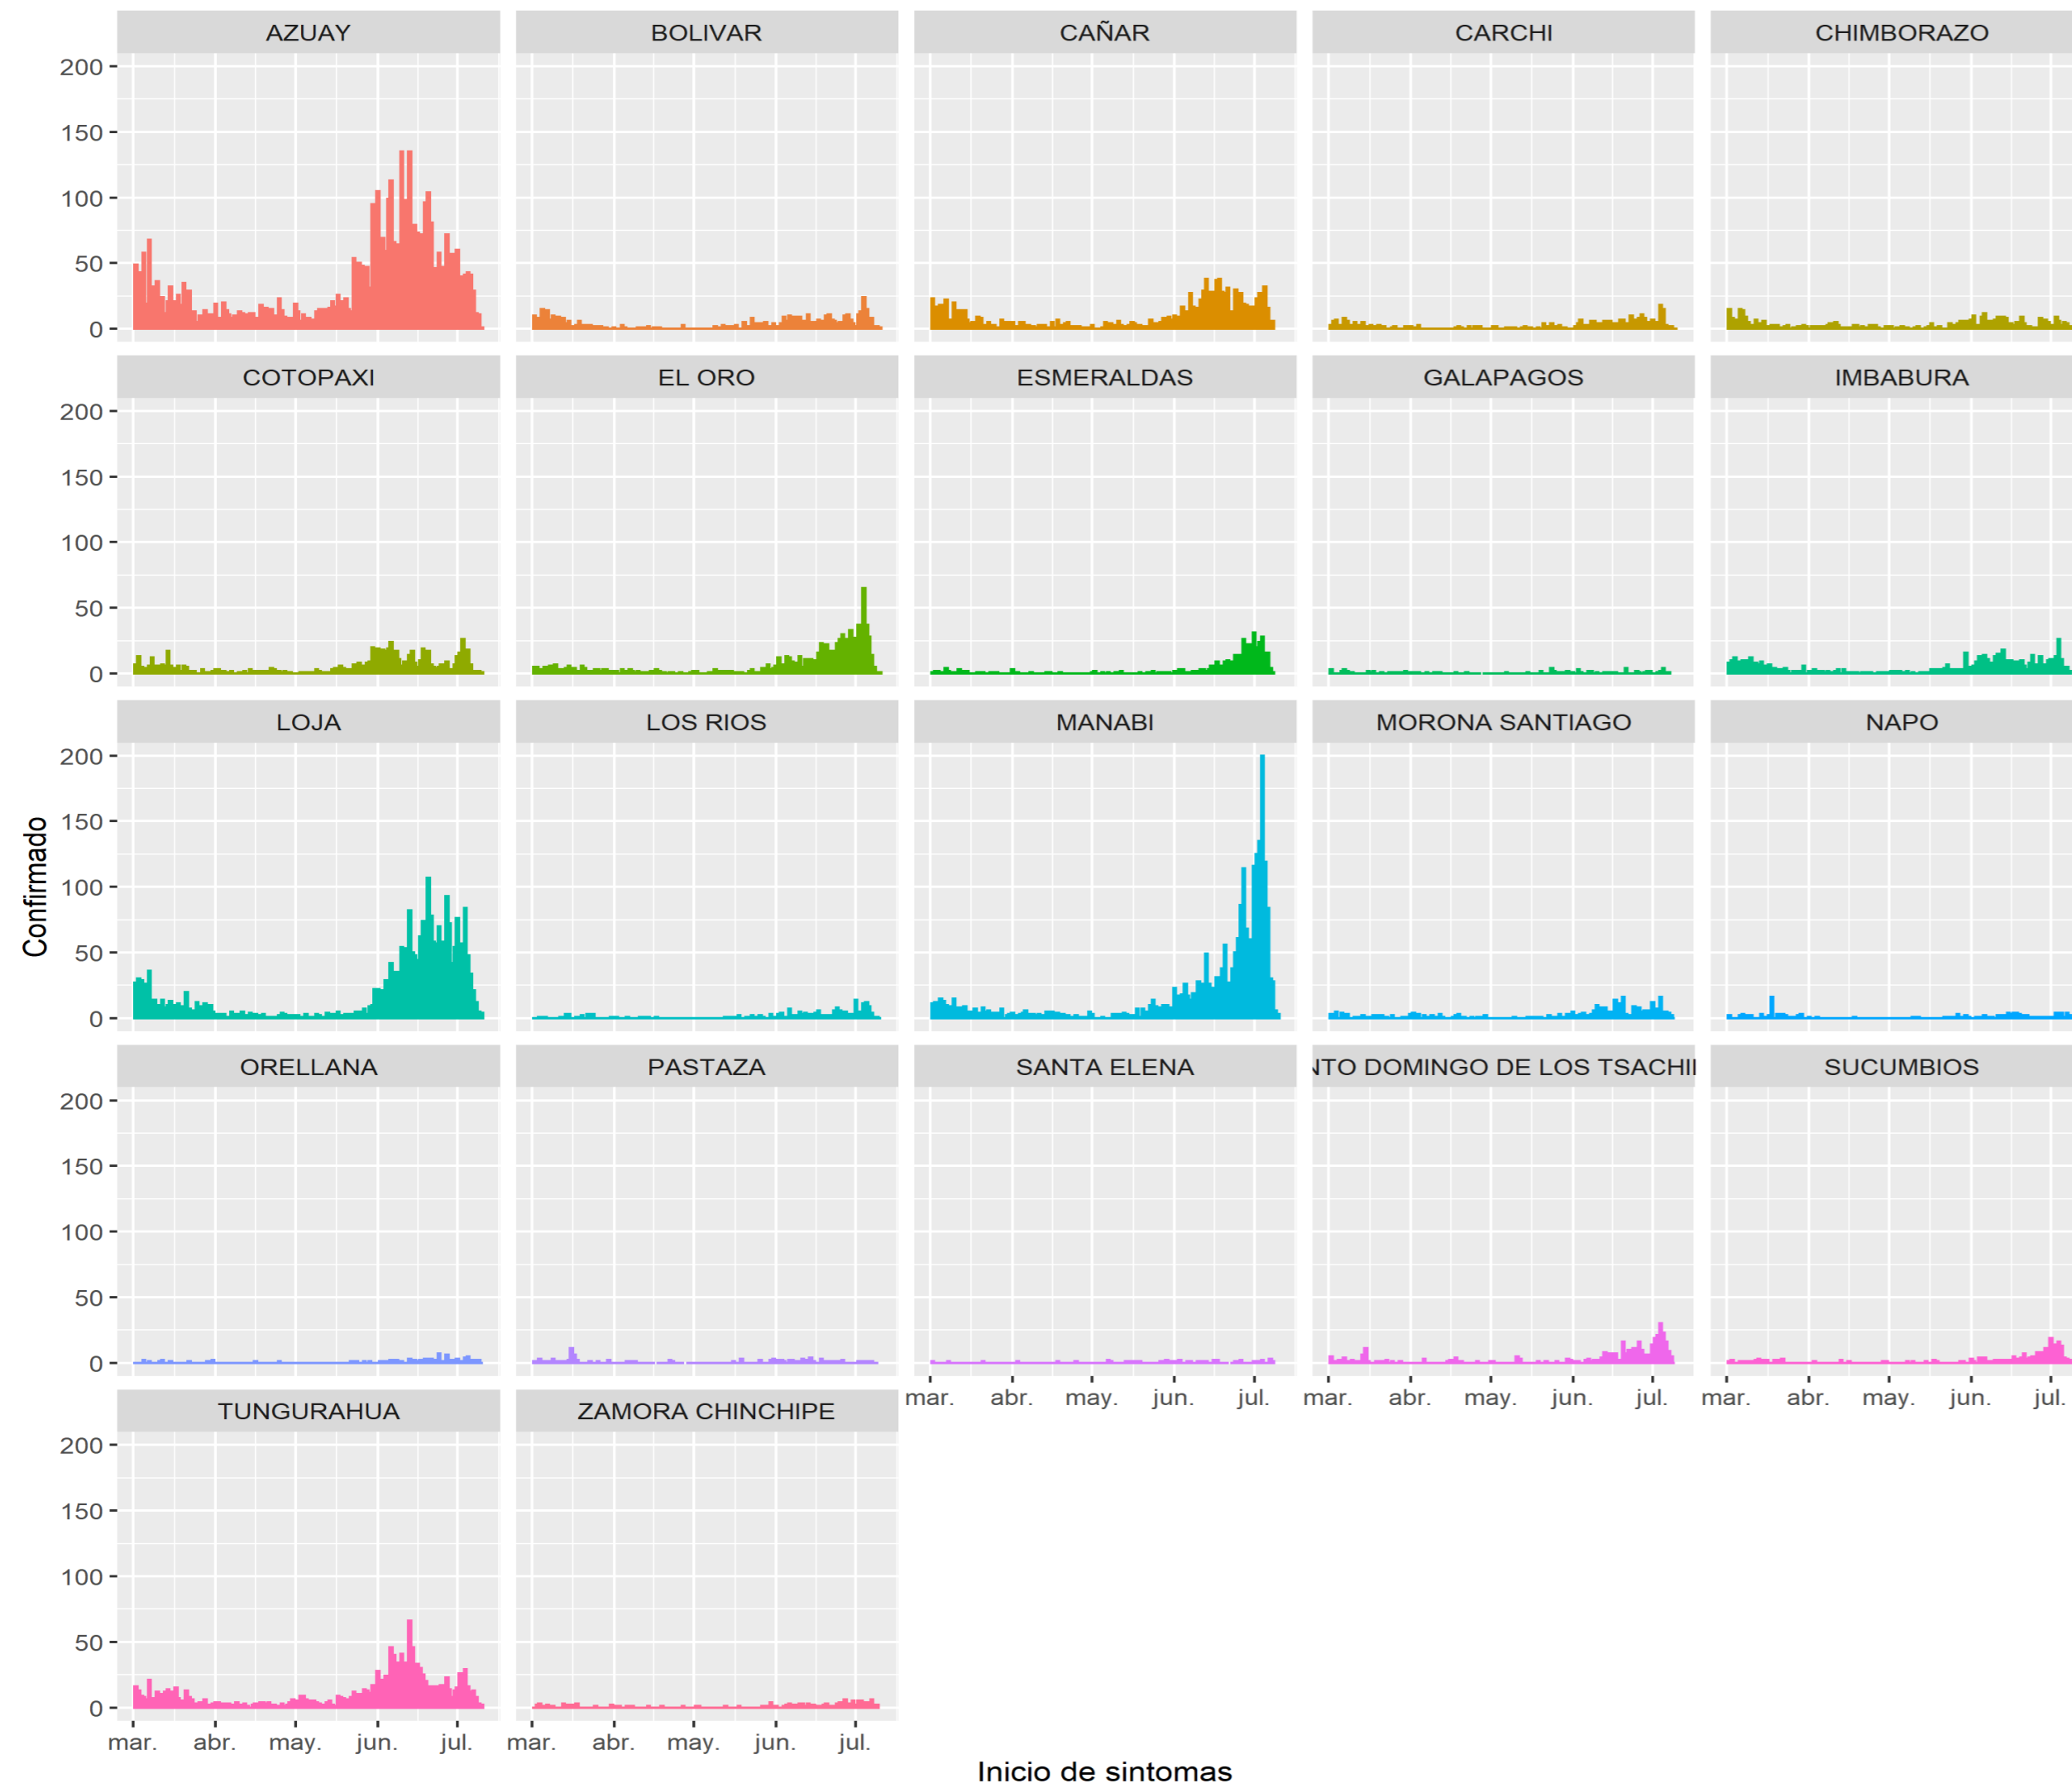 AZUAY BOLIVAR CAÑAR CARCHI CHIMBORAZO
200
150
100
50
0
COTOPAXI EL ORO ESMERALDAS GALAPAGOS IMBABURA
200
150
100
50
0
LOJA LOS RIOS MANABI MORONA SANTIAGO NAPO
200
150
100
50
0
Confirmado
ORELLANA PASTAZA SANTA ELENA NTO DOMINGO DE LOS TSACHIL SUCUMBIOS
200
150
100
50
0
mar. abr. may. jun. jul. mar. abr. may. jun. jul. mar. abr. may. jun. jul.
TUNGURAHUA ZAMORA CHINCHIPE
200
150
100
50
0
mar. abr. may. jun. jul. mar. abr. may. jun. jul.
Inicio de sintomas